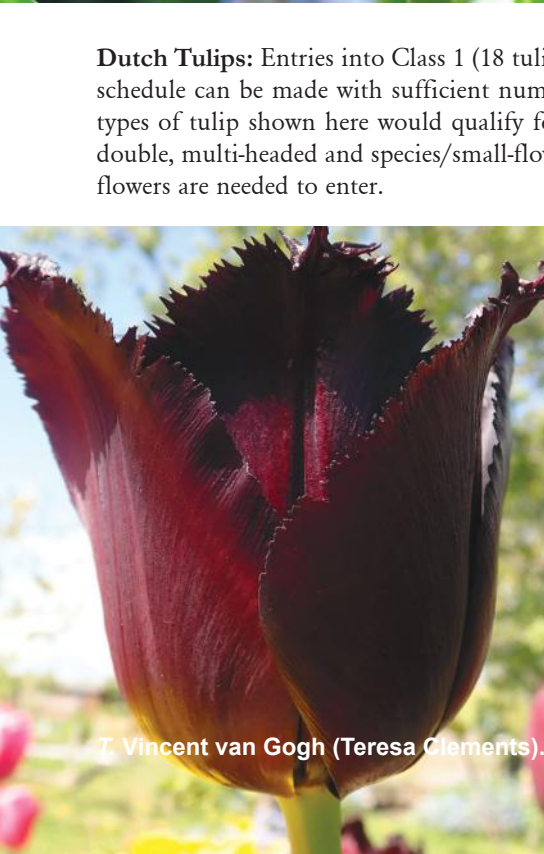 Dutch Tulips: Entries into Class 1 (18 tuli
schedule can be made with sufficient num
types of tulip shown here would qualify fo
double, multi-headed and species/small-flow
flowers are needed to enter.
T. Vincent van Gogh (Teresa Clements).